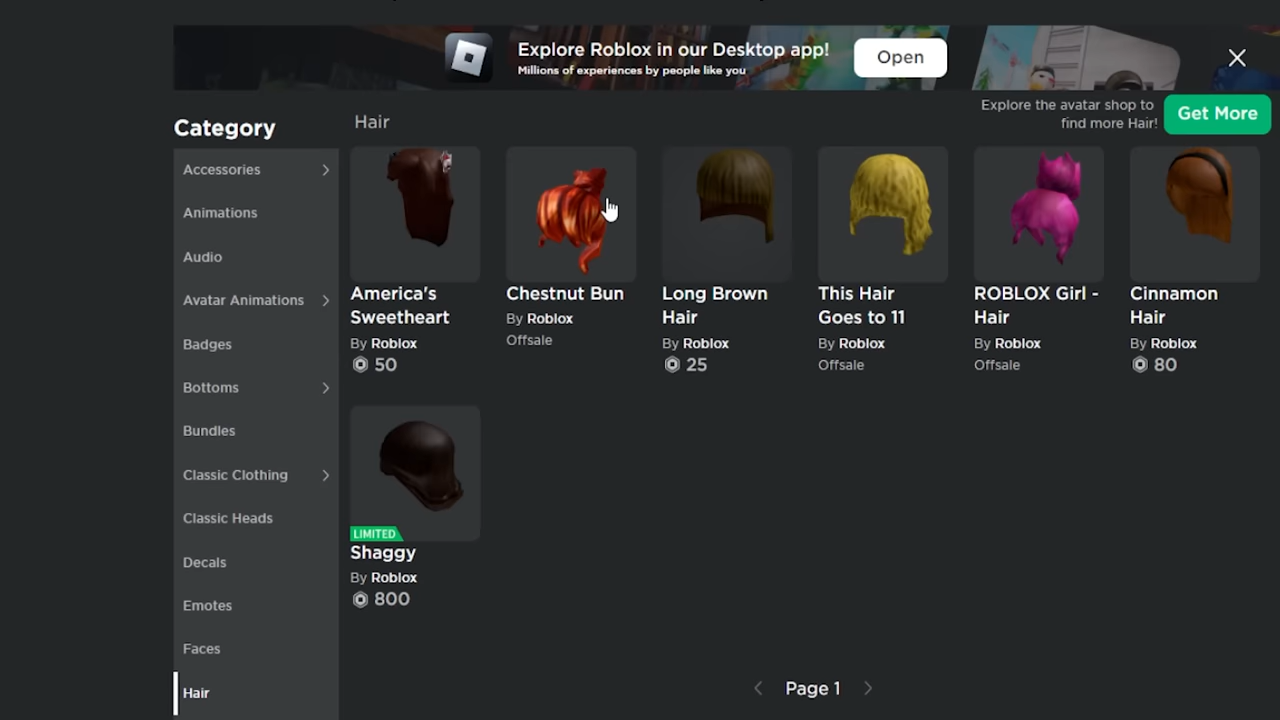 Explore Roblox in our Desktop app!
Millions of experiences by people like you
Open
Explore the avatar shop to
find more Hair!
Get More
Category
Accessories
Animations
Audio
Avatar Animations
Badges
Bottoms
Bundles
Classic Clothing
Classic Heads
Decals
Emotes
Faces
Hair
Hair
America's
Sweetheart
By Roblox
50
Chestnut Bun
By Roblox
Offsale
Long Brown
Hair
By Roblox
25
This Hair
Goes to 11
By Roblox
Offsale
ROBLOX Girl -
Hair
By Roblox
Offsale
Cinnamon
Hair
By Roblox
80
LIMITED
Shaggy
By Roblox
800
Page 1